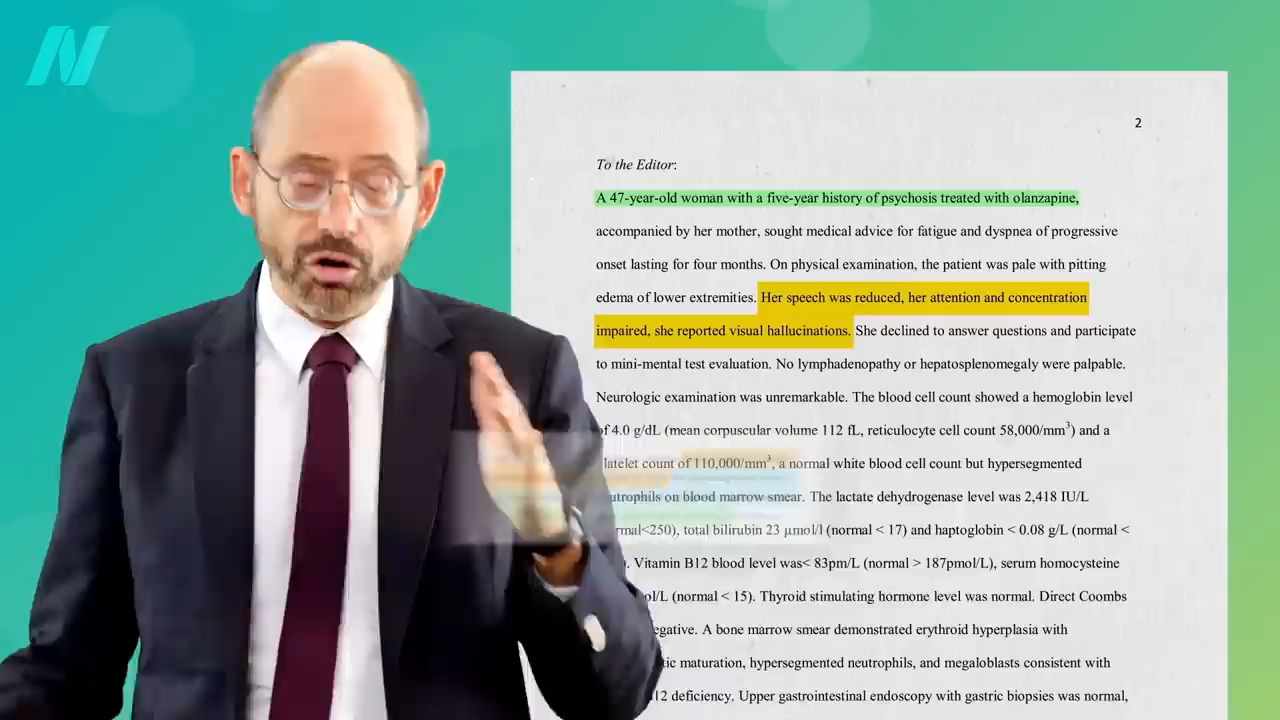 2
To the Editor:
A 47-year-old woman with a five-year history of psychosis treated with olanzapine,
accompanied by her mother, sought medical advice for fatigue and dyspnea of progressive
onset lasting for four months. On physical examination, the patient was pale with pitting
edema of lower extremities. Her speech was reduced, her attention and concentration
impaired, she reported visual hallucinations. She declined to answer questions and participate
to mini-mental test evaluation. No lymphadenopathy or hepatosplenomegaly were palpable.
Neurologic examination was unremarkable. The blood cell count showed a hemoglobin level
of 4.0 g/dL (mean corpuscular volume 112 fL, reticulocyte cell count 58,000/mm³) and a
count of 110,000/mm³, a normal white blood cell count but hypersegmented
on blood marrow smear. The lactate dehydrogenase level was 2,418 IU/L
total bilirubin 23 µmol/l (normal < 17) and haptoglobin < 0.08 g/L (normal <
Vitamin B12 blood level was< 83pm/L (normal > 187pmol/L), serum homocysteine
(normal < 15). Thyroid stimulating hormone level was normal. Direct Coombs
A bone marrow smear demonstrated erythroid hyperplasia with
maturation, hypersegmented neutrophils, and megaloblasts consistent with
deficiency. Upper gastrointestinal endoscopy with gastric biopsies was normal,